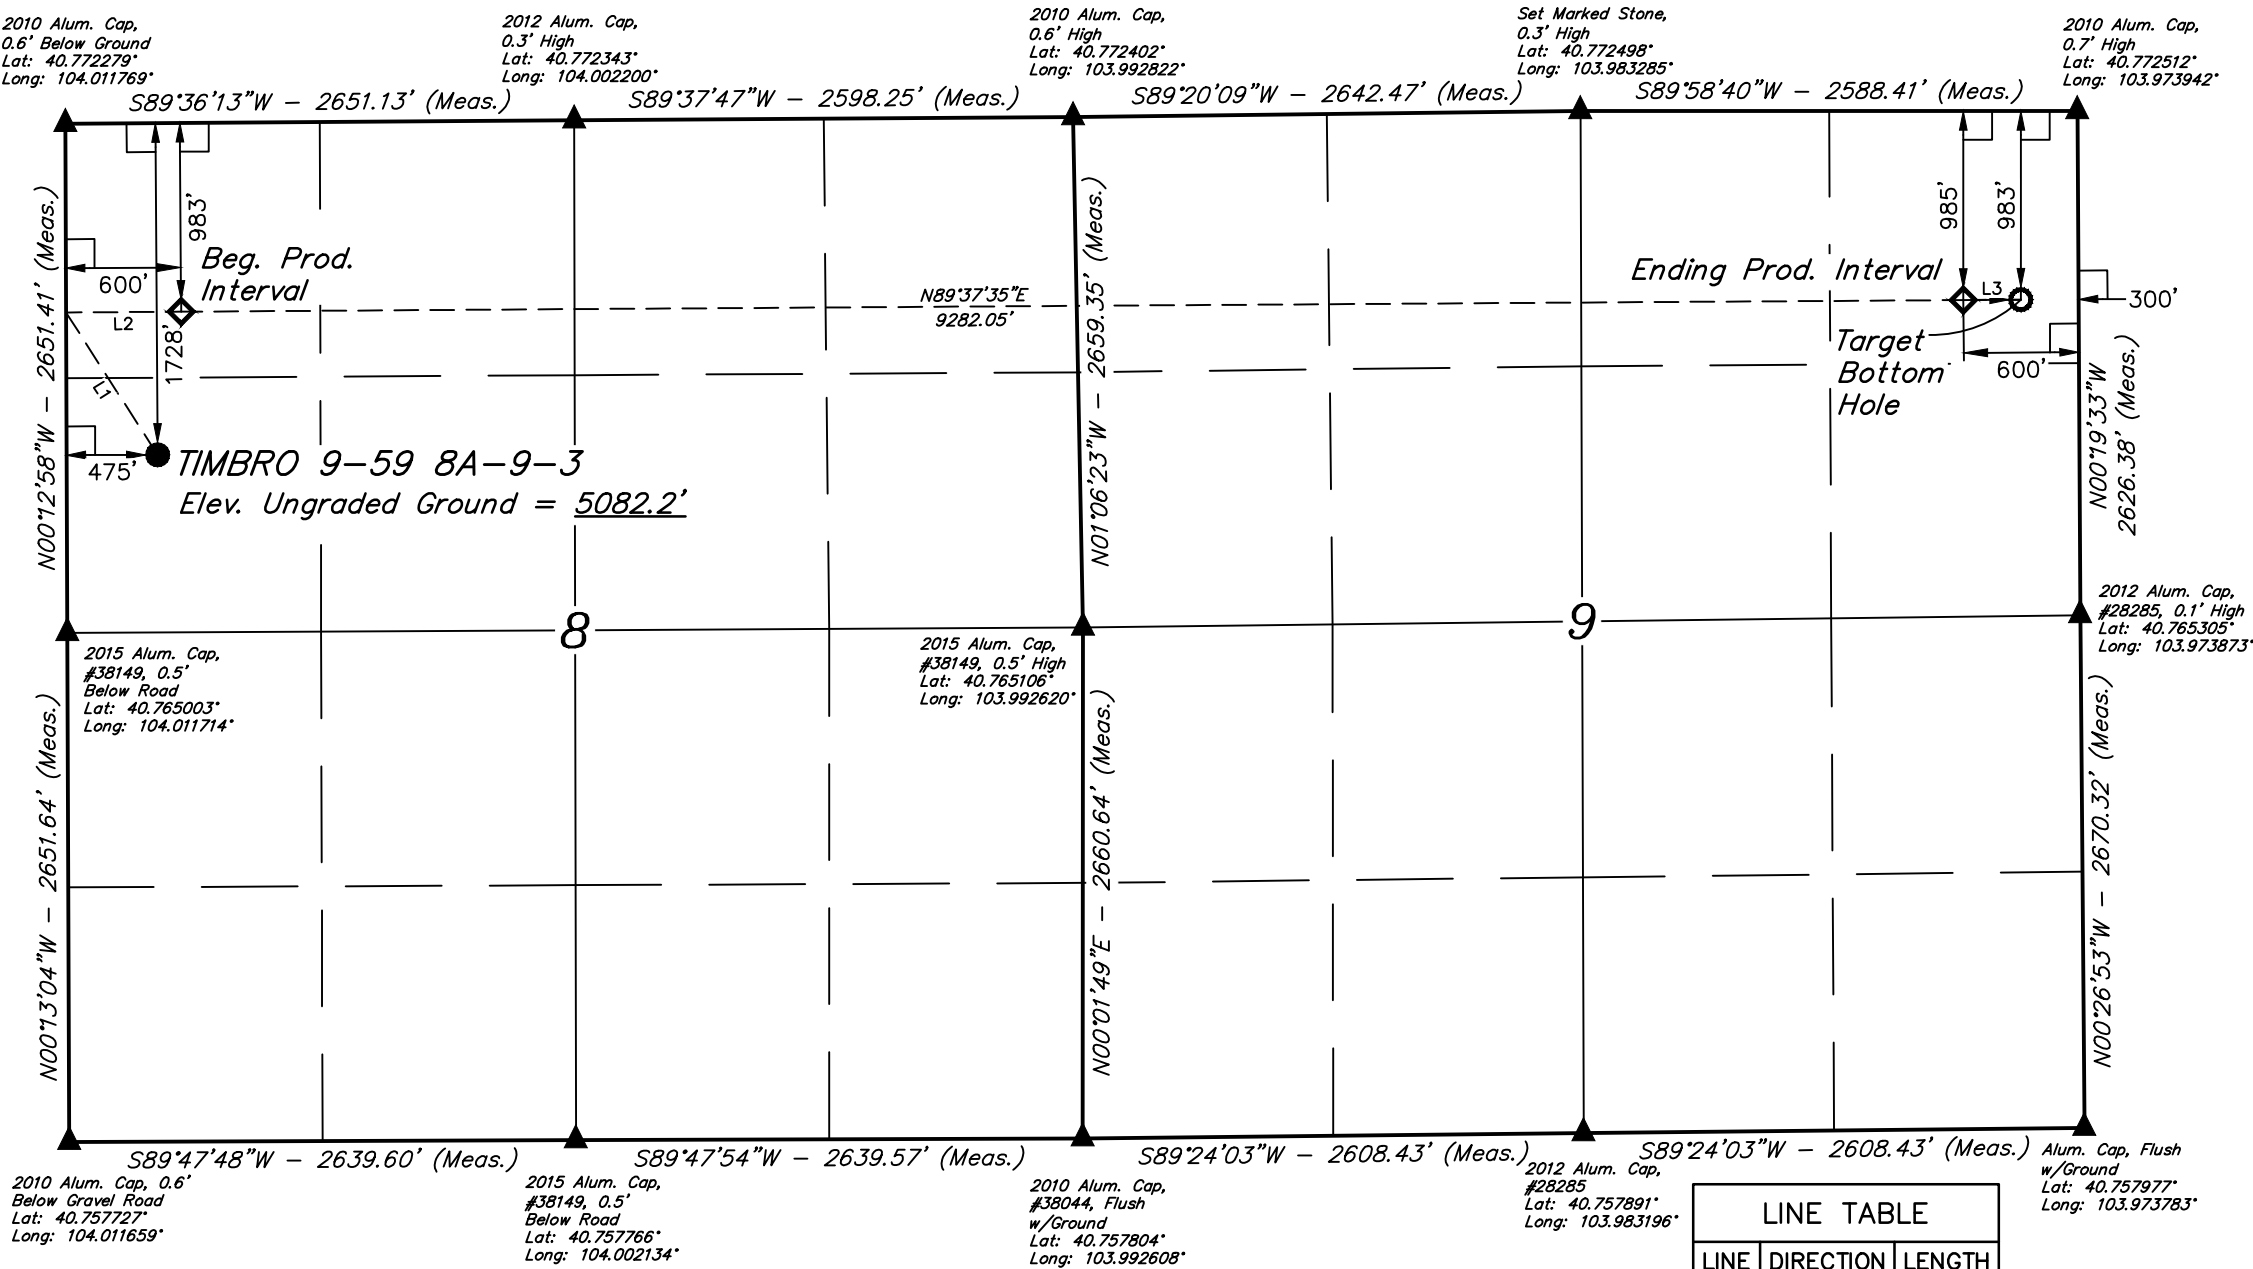 2010 Alum. Cap,
0.6' Below Ground
Lat: 40.772279°
Long: 104.011769°
2012 Alum. Cap,
0.3' High
Lat: 40.772343°
Long: 104.002200°
2010 Alum. Cap,
0.6' High
Lat: 40.772402°
Long: 103.992822°
Set Marked Stone,
0.3' High
Lat: 40.772498°
Long: 103.983285°
2010 Alum. Cap,
0.7' High
Lat: 40.772512°
Long: 103.973942°
S89°36'13"W - 2651.13' (Meas.)
S89°37'47"W - 2598.25' (Meas.)
S89°20'09"W - 2642.47' (Meas.)
S89°58'40"W - 2588.41' (Meas.)
N00°12'58"W - 2651.41' (Meas.)
983'
600'
Beg. Prod.
Interval
L2
1728'
L1
475'
TIMBRO 9-59 8A-9-3
Elev. Ungraded Ground = 5082.2'
N89°37'35"E
9282.05'
N01°06'23"W - 2659.35' (Meas.)
985'
983'
Ending Prod. Interval
L3
300'
Target
Bottom
Hole
600'
N00°19'33"W
2626.38' (Meas.)
8
9
2015 Alum. Cap,
#38149, 0.5'
Below Road
Lat: 40.765003°
Long: 104.011714°
2015 Alum. Cap,
#38149, 0.5' High
Lat: 40.765106°
Long: 103.992620°
2012 Alum. Cap,
#28285, 0.1' High
Lat: 40.765305°
Long: 103.973873°
N00°13'04"W - 2651.64' (Meas.)
N00°01'49"E - 2660.64' (Meas.)
N00°26'53"W - 2670.32' (Meas.)
S89°47'48"W - 2639.60' (Meas.)
S89°47'54"W - 2639.57' (Meas.)
S89°24'03"W - 2608.43' (Meas.)
S89°24'03"W - 2608.43' (Meas.)
2010 Alum. Cap, 0.6'
Below Gravel Road
Lat: 40.757727°
Long: 104.011659°
2015 Alum. Cap,
#38149, 0.5'
Below Road
Lat: 40.757766°
Long: 104.002134°
2010 Alum. Cap,
#38044, Flush
w/Ground
Lat: 40.757804°
Long: 103.992608°
2012 Alum. Cap,
#28285
Lat: 40.757891°
Long: 103.983196°
Alum. Cap, Flush
w/Ground
Lat: 40.757977°
Long: 103.973783°
LINE TABLE
LINE DIRECTION LENGTH